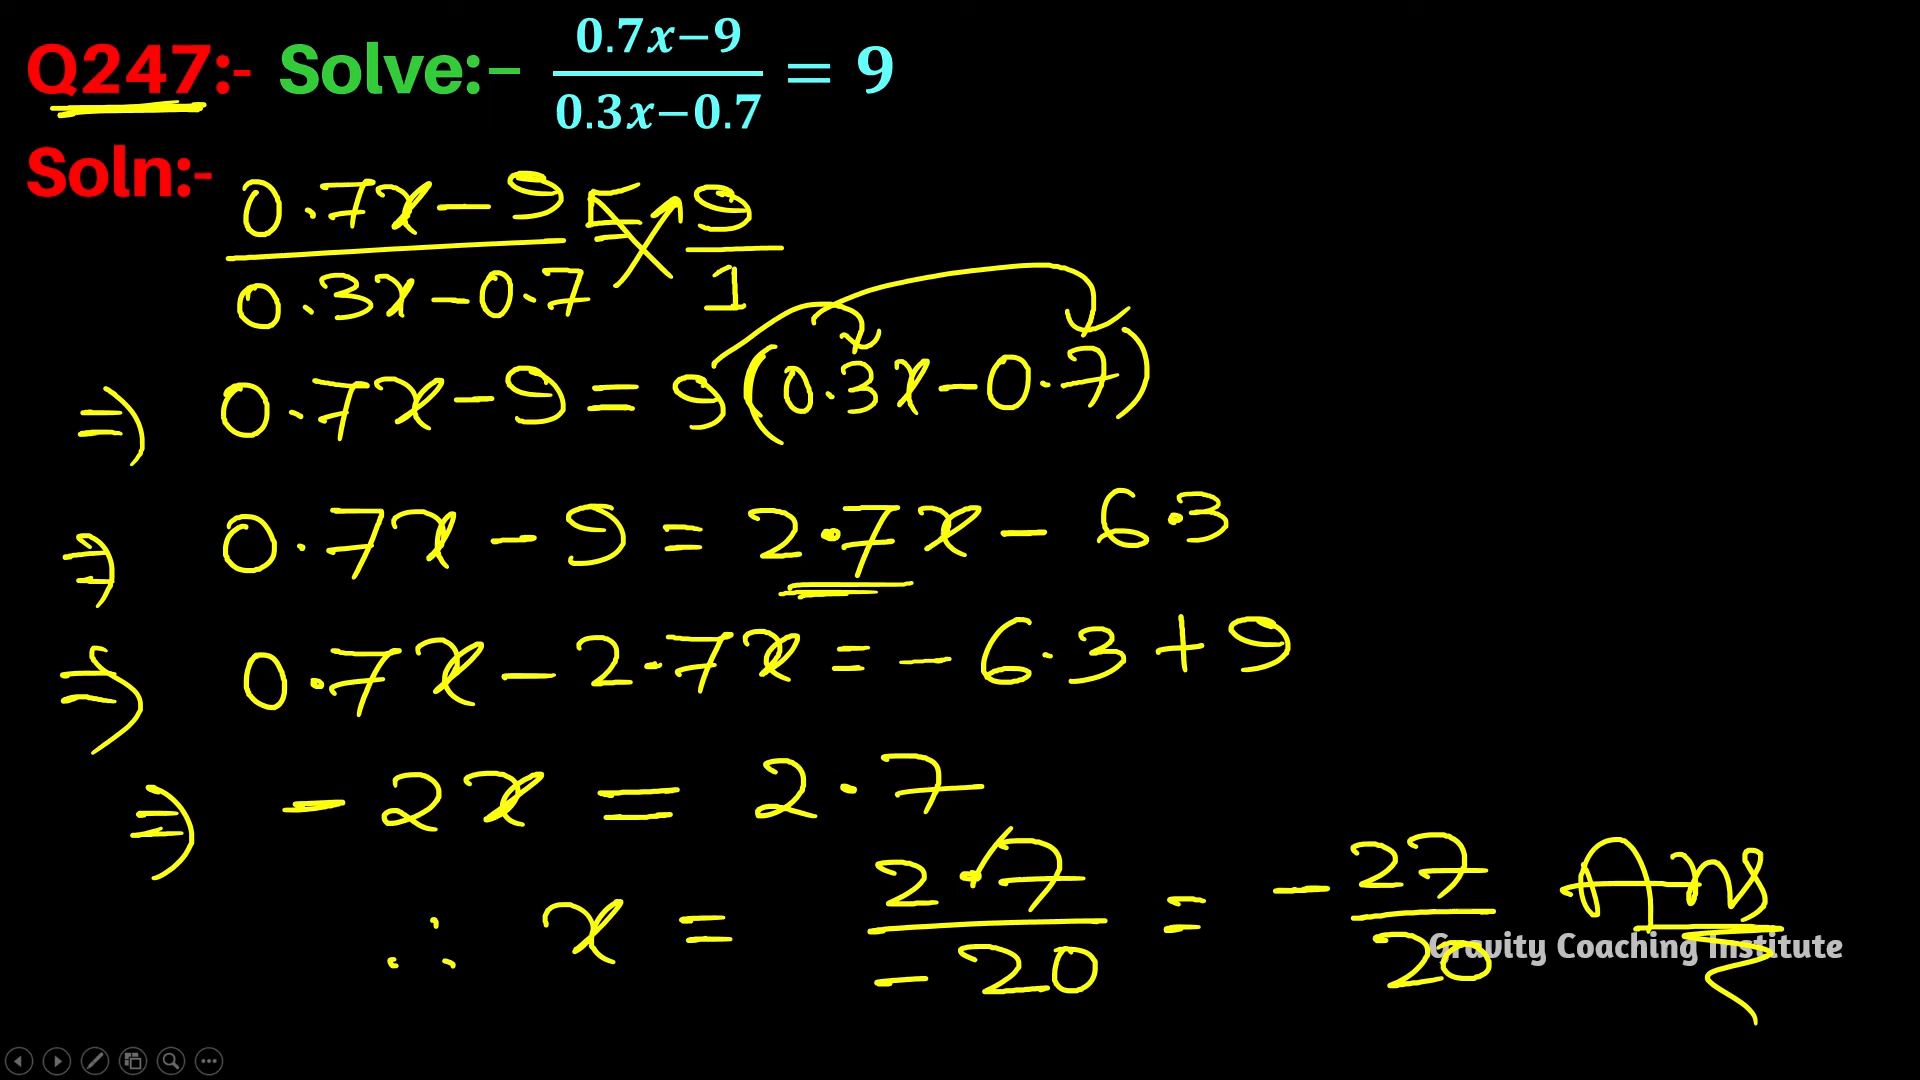 Q247:- Solve:- (0.7x-9)/(0.3x-0.7) = 9
Soln:-
(0.7x-9)/(0.3x-0.7) = 9/1
⇒ 0.7x-9 = 9(0.3x-0.7)
⇒ 0.7x-9 = 2.7x-6.3
⇒ 0.7x-2.7x = -6.3+9
⇒ -2x = 2.7
∴ x = 2.7/-20 = -27/20 Ans
Gravity Coaching Institute